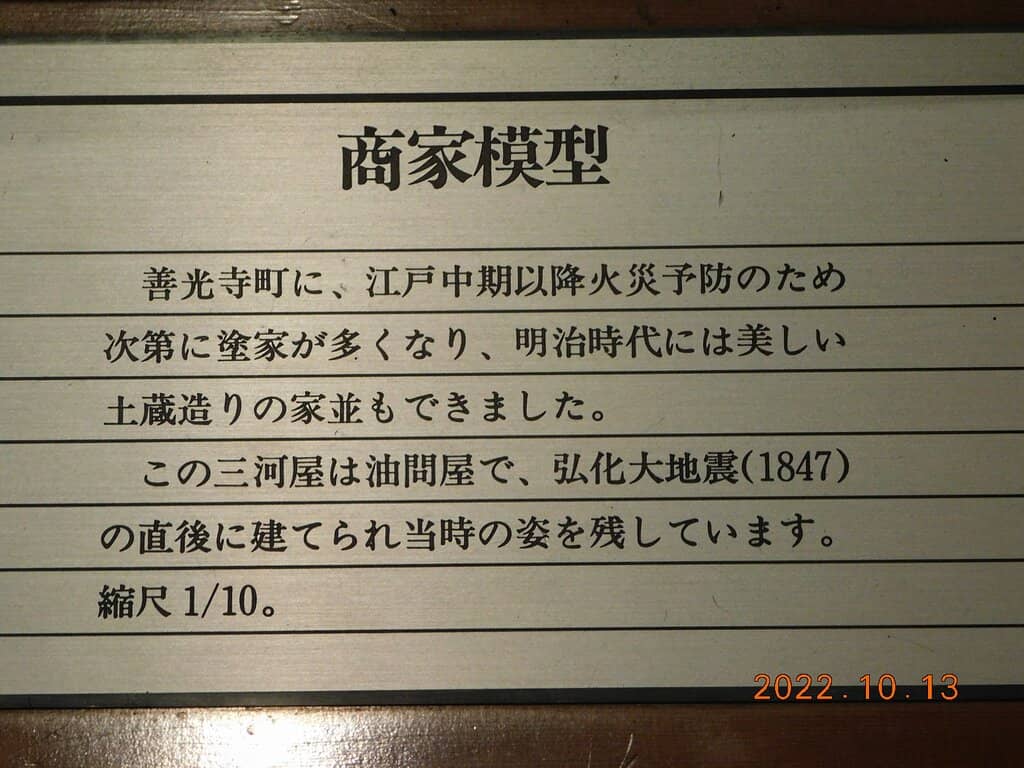 商家模型
善光寺町に、江戸中期以降火災予防のため
次第に塗家が多くなり、明治時代には美しい
土蔵造りの家並もできました。
この三河屋は油問屋で、弘化大地震(1847)
の直後に建てられ当時の姿を残しています。
縮尺 1/10。
2022.10.13